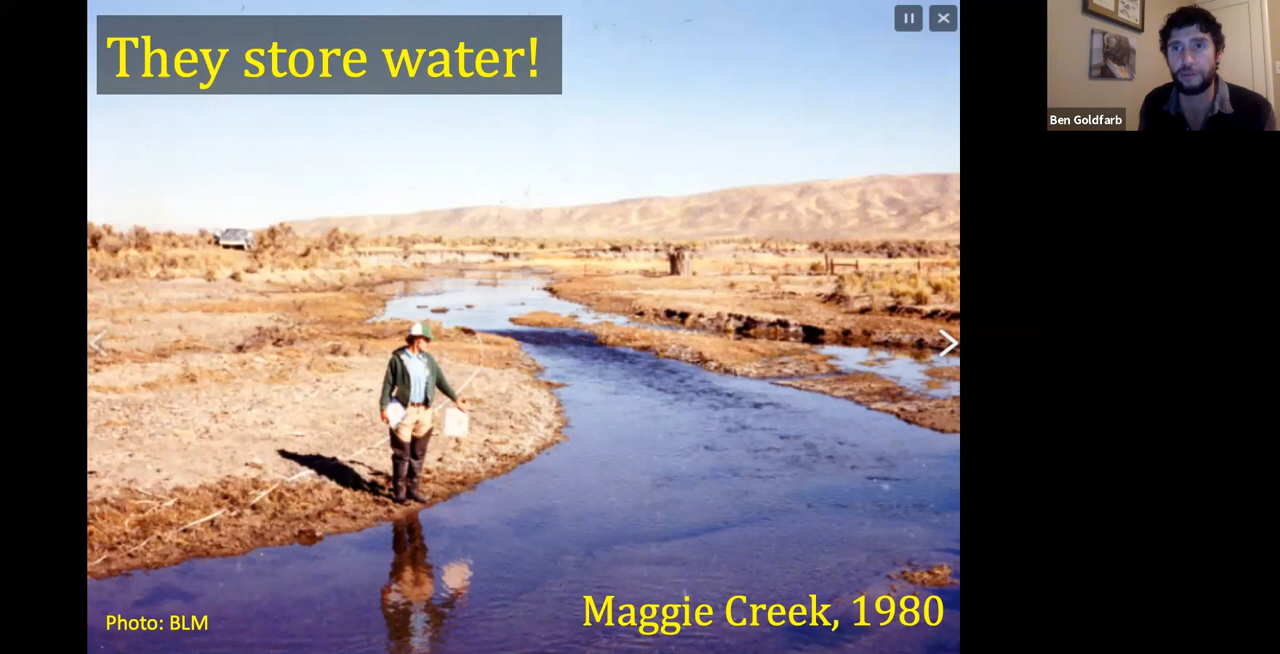 They store water!
Ben Goldfarb
Photo: BLM
Maggie Creek, 1980